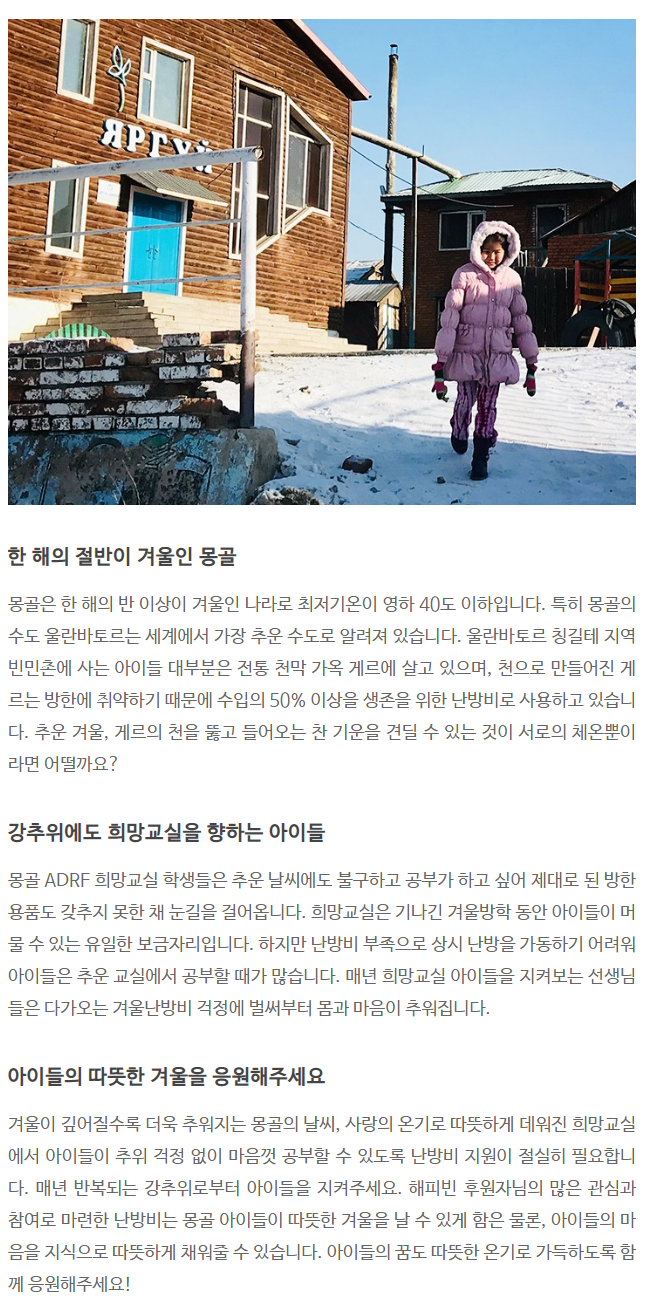 ЯРГУЙ
한 해의 절반이 겨울인 몽골
몽골은 한 해의 반 이상이 겨울인 나라로 최저기온이 영하 40도 이하입니다. 특히 몽골의
수도 울란바토르는 세계에서 가장 추운 수도로 알려져 있습니다. 울란바토르 칭길테 지역
빈민촌에 사는 아이들 대부분은 전통 천막 가옥 게르에 살고 있으며, 천으로 만들어진 게
르는 방한에 취약하기 때문에 수입의 50% 이상을 생존을 위한 난방비로 사용하고 있습니
다. 추운 겨울, 게르의 천을 뚫고 들어오는 찬 기운을 견딜 수 있는 것이 서로의 체온뿐이
라면 어떨까요?
강추위에도 희망교실을 향하는 아이들
몽골 ADRF 희망교실 학생들은 추운 날씨에도 불구하고 공부가 하고 싶어 제대로 된 방한
용품도 갖추지 못한 채 눈길을 걸어옵니다. 희망교실은 기나긴 겨울방학 동안 아이들이 머
물 수 있는 유일한 보금자리입니다. 하지만 난방비 부족으로 상시 난방을 가동하기 어려워
아이들은 추운 교실에서 공부할 때가 많습니다. 매년 희망교실 아이들을 지켜보는 선생님
들은 다가오는 겨울난방비 걱정에 벌써부터 몸과 마음이 추워집니다.
아이들의 따뜻한 겨울을 응원해주세요
겨울이 깊어질수록 더욱 추워지는 몽골의 날씨, 사랑의 온기로 따뜻하게 데워진 희망교실
에서 아이들이 추위 걱정 없이 마음껏 공부할 수 있도록 난방비 지원이 절실히 필요합니
다. 매년 반복되는 강추위로부터 아이들을 지켜주세요. 해피빈 후원자님의 많은 관심과
참여로 마련한 난방비는 몽골 아이들이 따뜻한 겨울을 날 수 있게 함은 물론, 아이들의 마
음을 지식으로 따뜻하게 채워줄 수 있습니다. 아이들의 꿈도 따뜻한 온기로 가득하도록 함
께 응원해주세요!